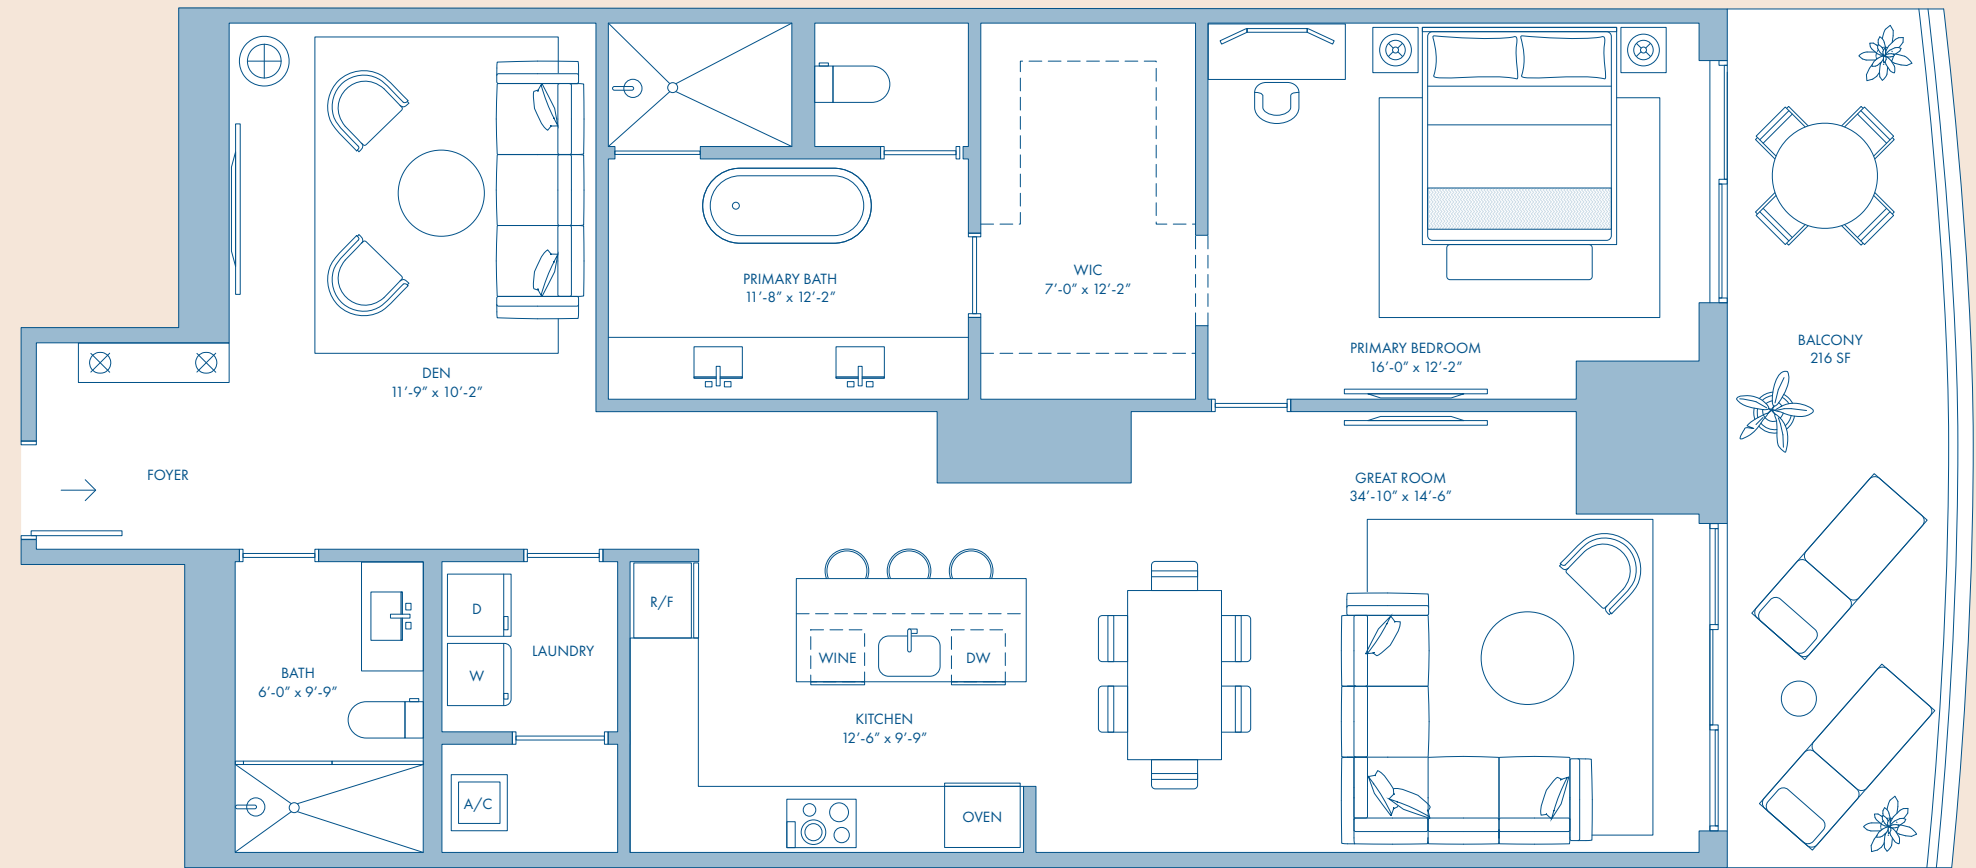 PRIMARY BATH
11'-8" x 12'-2"
WIC
7'-0" x 12'-2"
PRIMARY BEDROOM
16'-0" x 12'-2"
BALCONY
216 SF
DEN
11'-9" x 10'-2"
FOYER
GREAT ROOM
34'-10" x 14'-6"
D
W
LAUNDRY
R/F
WINE
DW
BATH
6'-0" x 9'-9"
KITCHEN
12'-6" x 9'-9"
A/C
OVEN